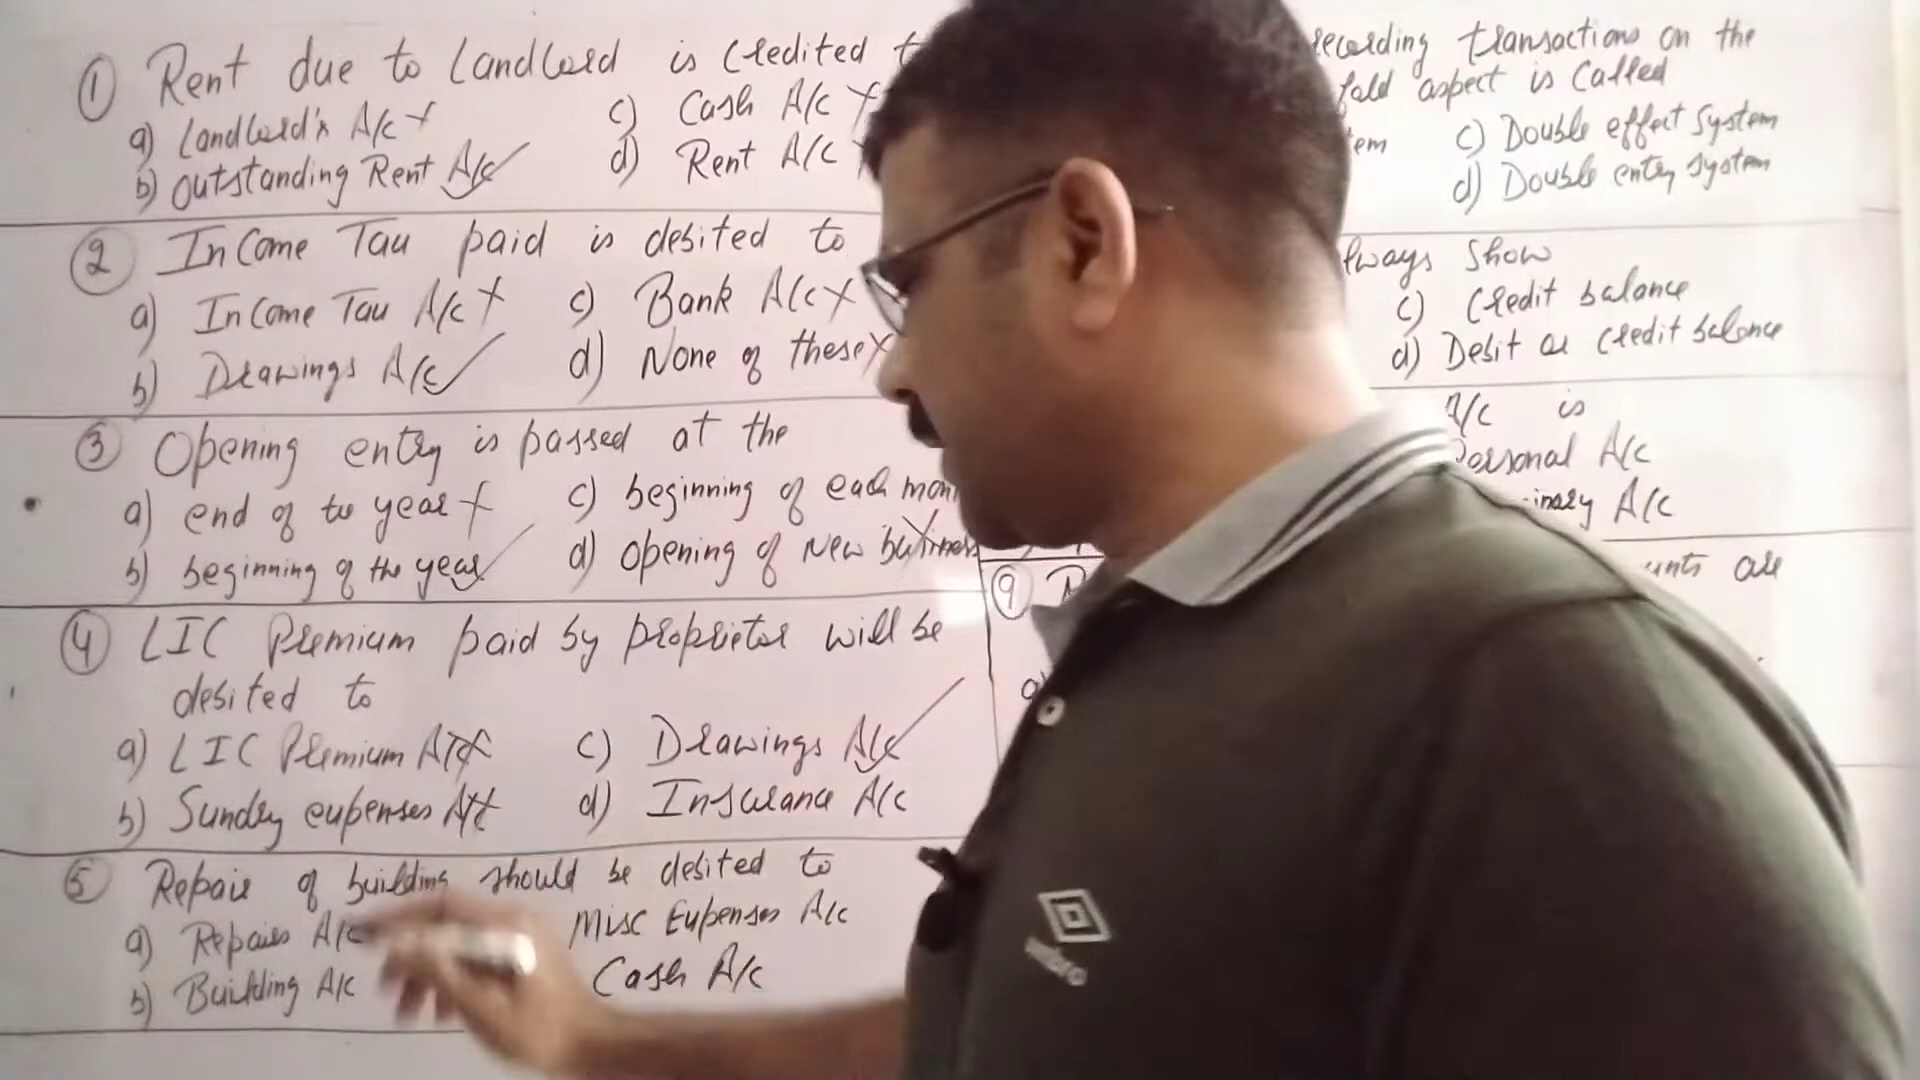 ① Rent due to Landlord is credited
a) Landlord's A/c ✗ c) Cash A/c ✗
b) Outstanding Rent A/c ✓ d) Rent A/c
② InCome Tax paid is debited to
a) InCome Tax A/c ✗ c) Bank A/c ✗
b) Drawings A/c ✓ d) None of these ✗
③ Opening entry is passed at the
a) end of the year ✗ c) beginning of each
b) beginning of the year ✓ d) opening of New business
④ LIC Premium paid by proprietor will be
debited to
a) LIC Premium A/c ✗ c) Drawings A/c ✓
b) Sundry expenses A/c ✗ d) Insurance A/c
⑤ Repair of building should be debited to
a) Repairs A/c Misc Expenses A/c
b) Building A/c Cash A/c
recording transactions on the
fold aspect is Called
c) Double effect System
d) Double entry system
Show
c) Credit balance
d) Debit or credit balance
A/c is
Personal A/c
A/c
⑨
are
a)
umbro